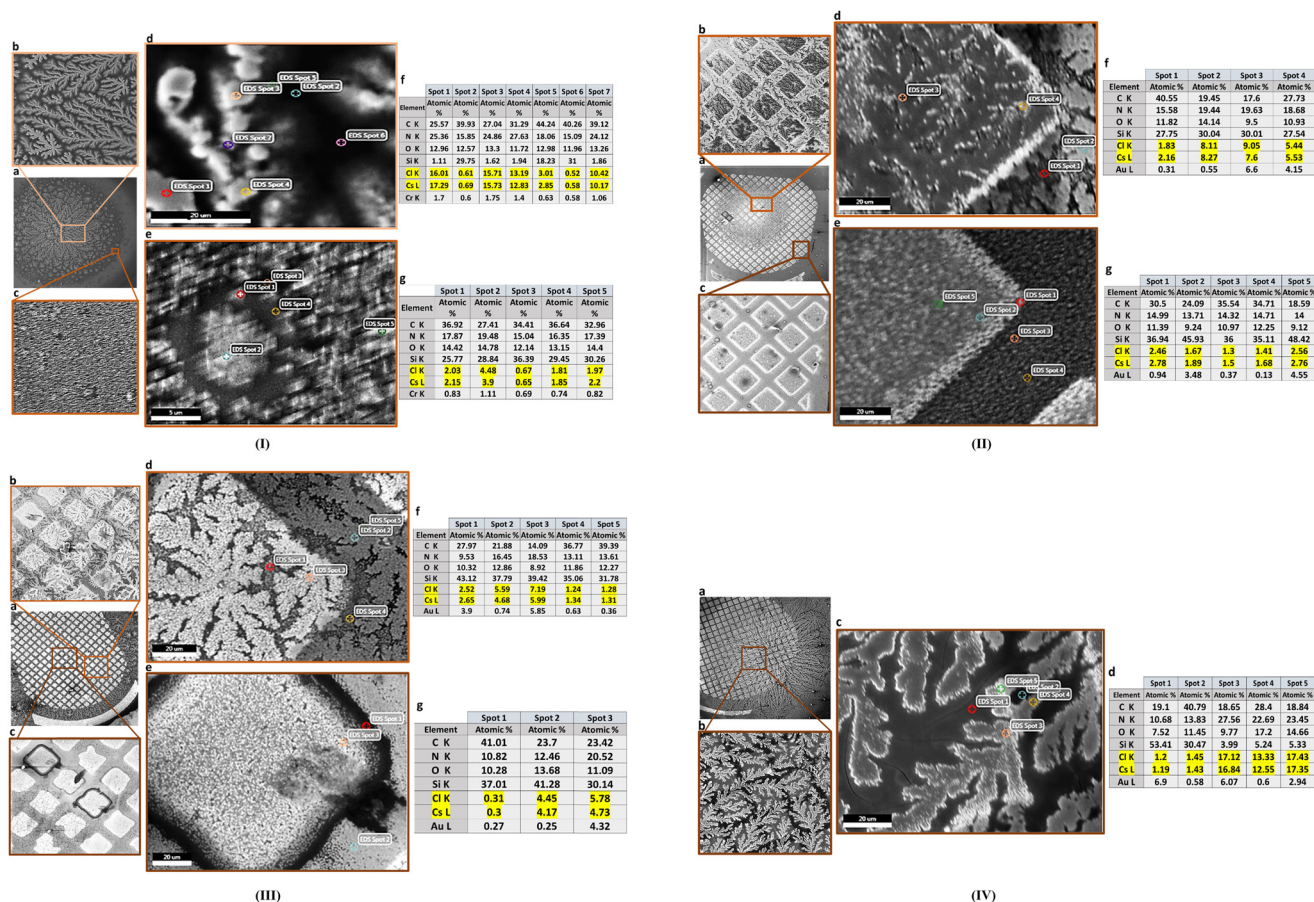 b
d
EDS Spot 5
EDS Spot 3
EDS Spot 2
EDS Spot 7
EDS Spot 6
EDS Spot 1
EDS Spot 4
20 um
f
Spot 1 Spot 2 Spot 3 Spot 4 Spot 5 Spot 6 Spot 7
Element Atomic % Atomic % Atomic % Atomic % Atomic % Atomic % Atomic %
C K 25.57 39.93 27.04 31.29 44.24 40.26 39.12
N K 25.36 15.85 24.86 27.63 18.06 15.09 24.12
O K 12.96 12.57 13.3 11.72 12.98 11.96 13.26
Si K 1.11 29.75 1.62 1.94 18.23 31 1.86
Cl K 16.01 0.61 15.71 13.19 3.01 0.52 10.42
Cs L 17.29 0.69 15.73 12.83 2.85 0.58 10.17
Cr K 1.7 0.6 1.75 1.4 0.63 0.58 1.06
a
c
e
EDS Spot 3
EDS Spot 1
EDS Spot 4
EDS Spot 5
EDS Spot 2
5 um
g
Spot 1 Spot 2 Spot 3 Spot 4 Spot 5
Element Atomic % Atomic % Atomic % Atomic % Atomic %
C K 36.92 27.41 34.41 36.64 32.96
N K 17.87 19.48 15.04 16.35 17.39
O K 14.42 14.78 12.14 13.15 14.4
Si K 25.77 28.84 36.39 29.45 30.26
Cl K 2.03 4.48 0.67 1.81 1.97
Cs L 2.15 3.9 0.65 1.85 2.2
Cr K 0.83 1.11 0.69 0.74 0.82
(I)
b
d
EDS Spot 3
EDS Spot 4
EDS Spot 2
EDS Spot 1
20 um
f
Spot 1 Spot 2 Spot 3 Spot 4
Element Atomic % Atomic % Atomic % Atomic %
C K 40.55 19.45 17.6 27.73
N K 15.58 19.44 19.63 18.68
O K 11.82 14.14 9.5 10.93
Si K 27.75 30.04 30.01 27.54
Cl K 1.83 8.11 9.05 5.44
Cs L 2.16 8.27 7.6 5.53
Au L 0.31 0.55 6.6 4.15
a
c
e
EDS Spot 5
EDS Spot 1
EDS Spot 2
EDS Spot 3
EDS Spot 4
20 um
g
Spot 1 Spot 2 Spot 3 Spot 4 Spot 5
Element Atomic % Atomic % Atomic % Atomic % Atomic %
C K 30.5 24.09 35.54 34.71 18.59
N K 14.99 13.71 14.32 14.71 14
O K 11.39 9.24 10.97 12.25 9.12
Si K 36.94 45.93 36 35.11 48.42
Cl K 2.46 1.67 1.3 1.41 2.56
Cs L 2.78 1.89 1.5 1.68 2.76
Au L 0.94 3.48 0.37 0.13 4.55
(II)
b
d
EDS Spot 5
EDS Spot 2
EDS Spot 1
EDS Spot 3
EDS Spot 4
20 um
f
Spot 1 Spot 2 Spot 3 Spot 4 Spot 5
Element Atomic % Atomic % Atomic % Atomic % Atomic %
C K 27.97 21.88 14.09 36.77 39.39
N K 9.53 16.45 18.53 13.11 13.61
O K 10.32 12.86 8.92 11.86 12.27
Si K 43.12 37.79 39.42 35.06 31.78
Cl K 2.52 5.59 7.19 1.24 1.28
Cs L 2.65 4.68 5.99 1.34 1.31
Au L 3.9 0.74 5.85 0.63 0.36
a
c
e
EDS Spot 1
EDS Spot 3
EDS Spot 2
20 um
g
Spot 1 Spot 2 Spot 3
Element Atomic % Atomic % Atomic %
C K 41.01 23.7 23.42
N K 10.82 12.46 20.52
O K 10.28 13.68 11.09
Si K 37.01 41.28 30.14
Cl K 0.31 4.45 5.78
Cs L 0.3 4.17 4.73
Au L 0.27 0.25 4.32
(III)
a
c
EDS Spot 5
EDS Spot 2
EDS Spot 4
EDS Spot 1
EDS Spot 3
20 um
d
Spot 1 Spot 2 Spot 3 Spot 4 Spot 5
Element Atomic % Atomic % Atomic % Atomic % Atomic %
C K 19.1 40.79 18.65 28.4 18.84
N K 10.68 13.83 27.56 22.69 23.45
O K 7.52 11.45 9.77 17.2 14.66
Si K 53.41 30.47 3.99 5.24 5.33
Cl K 1.2 1.45 17.12 13.33 17.43
Cs L 1.19 1.43 16.84 12.55 17.35
Au L 6.9 0.58 6.07 0.6 2.94
b
(IV)